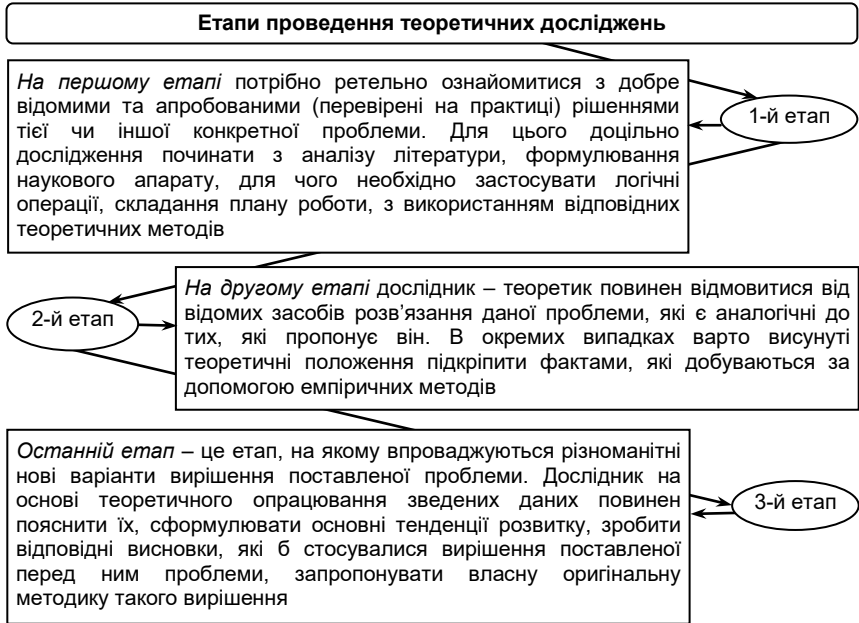 Етапи проведення теоретичних досліджень
На першому етапі потрібно ретельно ознайомитися з добре
відомими та апробованими (перевірені на практиці) рішеннями
тієї чи іншої конкретної проблеми. Для цього доцільно
дослідження починати з аналізу літератури, формулювання
наукового апарату, для чого необхідно застосувати логічні
операції, складання плану роботи, з використанням відповідних
теоретичних методів
1-й етап
2-й етап
На другому етапі дослідник – теоретик повинен відмовитися від
відомих засобів розв’язання даної проблеми, які є аналогічні до
тих, які пропонує він. В окремих випадках варто висунуті
теоретичні положення підкріпити фактами, які добуваються за
допомогою емпіричних методів
Останній етап – це етап, на якому впроваджуються різноманітні
нові варіанти вирішення поставленої проблеми. Дослідник на
основі теоретичного опрацювання зведених даних повинен
пояснити їх, сформулювати основні тенденції розвитку, зробити
відповідні висновки, які б стосувалися вирішення поставленої
перед ним проблеми, запропонувати власну оригінальну
методику такого вирішення
3-й етап